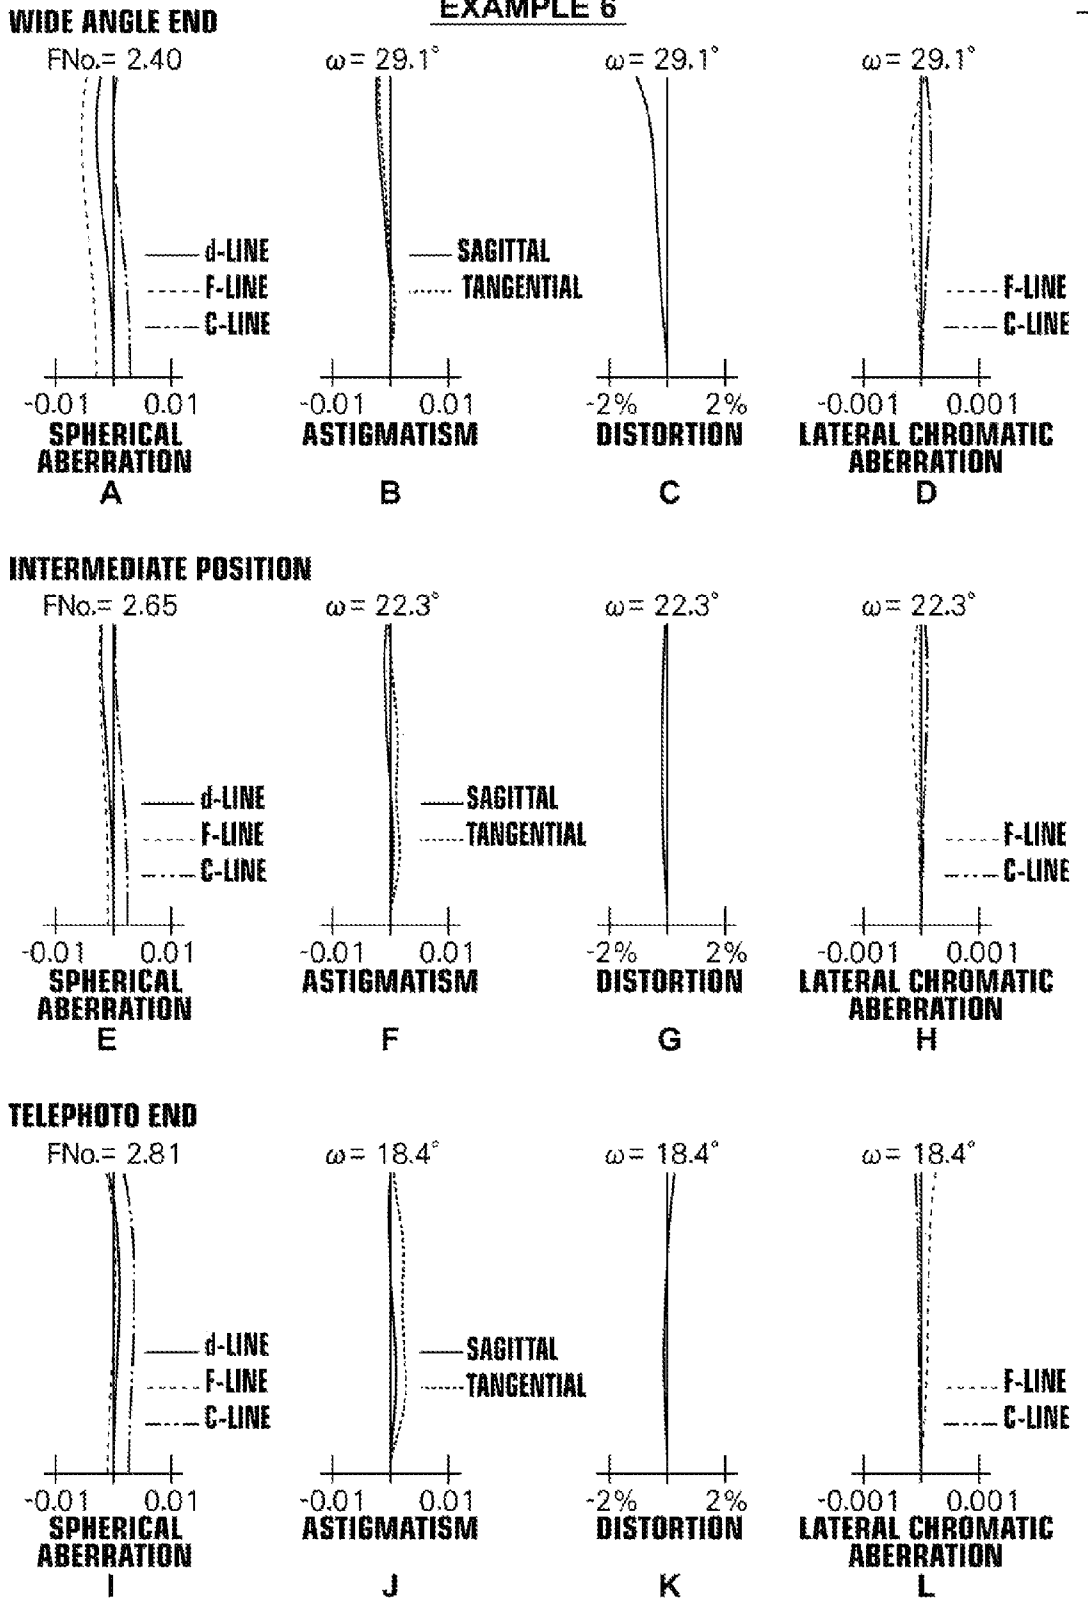 EXAMPLE 6
WIDE ANGLE END
FNo.= 2.40
ω= 29.1°
ω= 29.1°
ω= 29.1°
d-LINE
F-LINE
C-LINE
SAGITTAL
TANGENTIAL
F-LINE
C-LINE
-0.01 0.01
-0.01 0.01
-2% 2%
-0.001 0.001
SPHERICAL
ABERRATION
ASTIGMATISM
DISTORTION
LATERAL CHROMATIC
ABERRATION
A
B
C
D
INTERMEDIATE POSITION
FNo.= 2.65
ω= 22.3°
ω= 22.3°
ω= 22.3°
d-LINE
F-LINE
C-LINE
SAGITTAL
TANGENTIAL
F-LINE
C-LINE
-0.01 0.01
-0.01 0.01
-2% 2%
-0.001 0.001
SPHERICAL
ABERRATION
ASTIGMATISM
DISTORTION
LATERAL CHROMATIC
ABERRATION
E
F
G
H
TELEPHOTO END
FNo.= 2.81
ω= 18.4°
ω= 18.4°
ω= 18.4°
d-LINE
F-LINE
C-LINE
SAGITTAL
TANGENTIAL
F-LINE
C-LINE
-0.01 0.01
-0.01 0.01
-2% 2%
-0.001 0.001
SPHERICAL
ABERRATION
ASTIGMATISM
DISTORTION
LATERAL CHROMATIC
ABERRATION
I
J
K
L